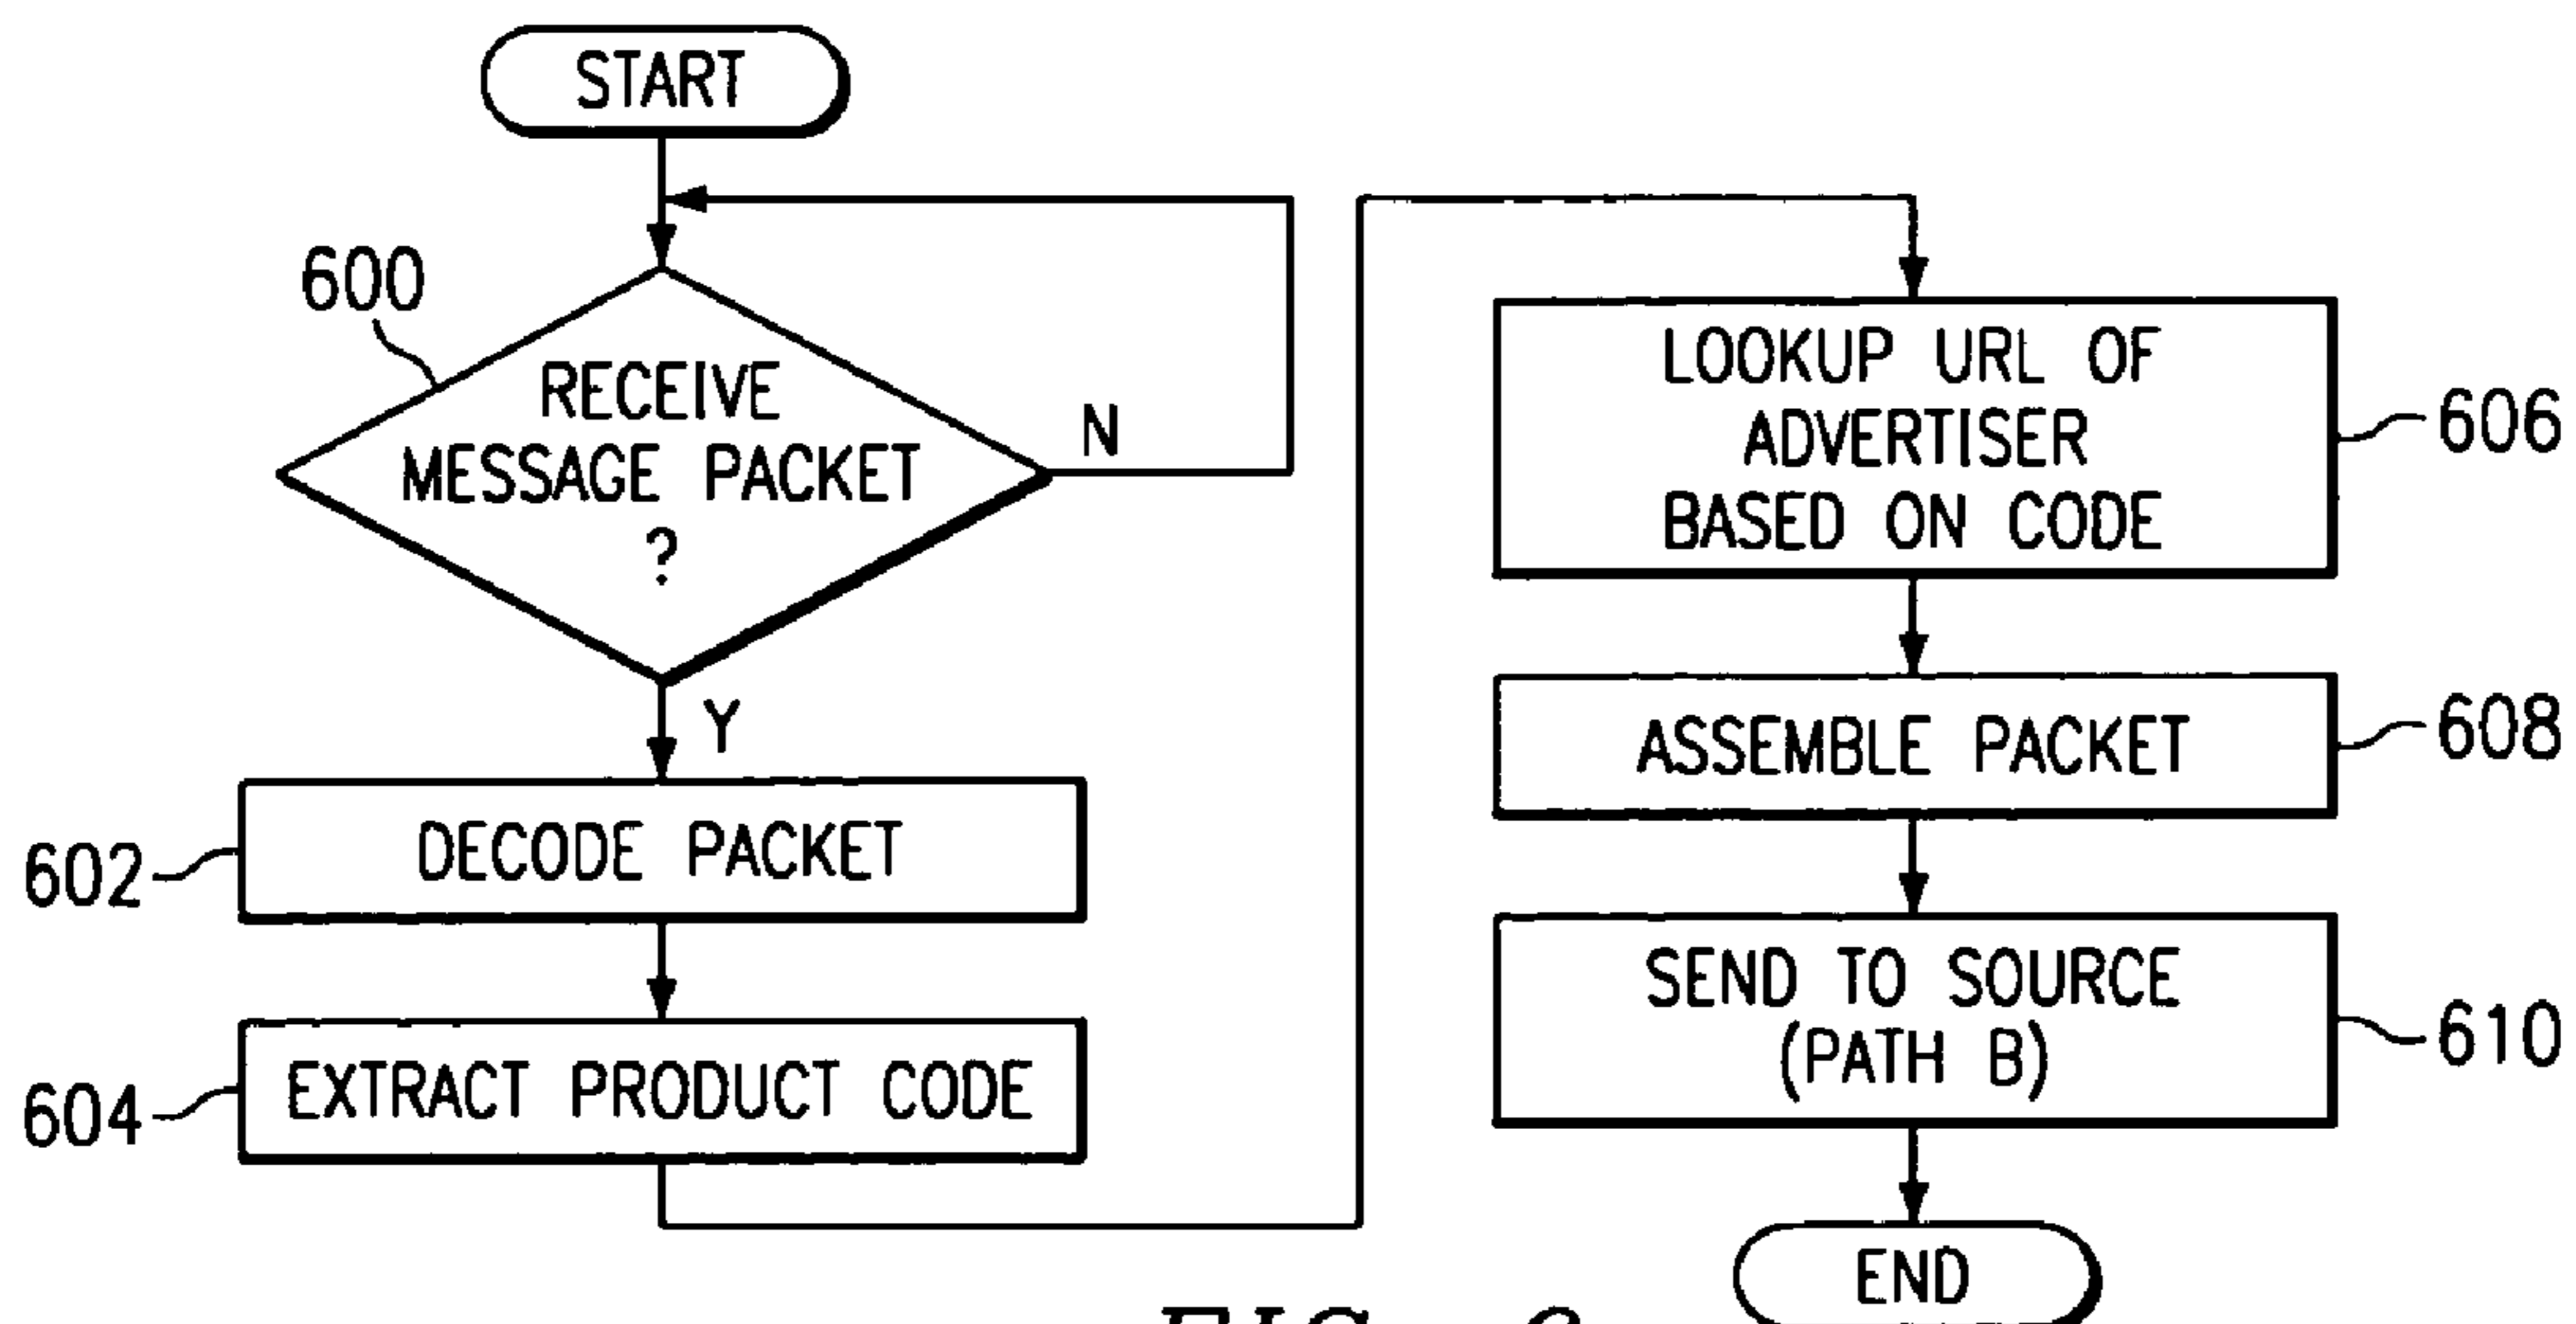 START
600
RECEIVE
MESSAGE PACKET
?
N
Y
602
DECODE PACKET
604
EXTRACT PRODUCT CODE
LOOKUP URL OF
ADVERTISER
BASED ON CODE
606
ASSEMBLE PACKET
608
SEND TO SOURCE
(PATH B)
610
END